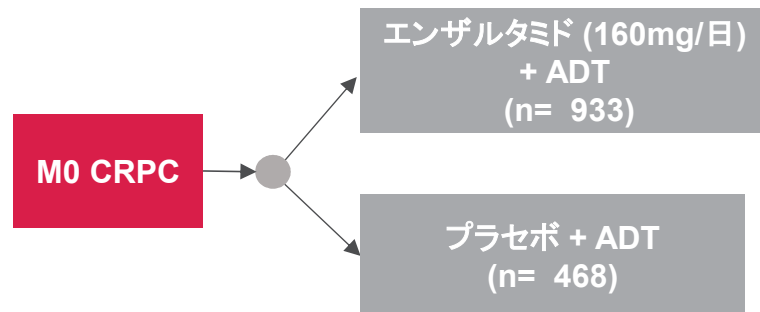 M0 CRPC
エンザルタミド (160mg/日)
+ ADT
(n=  933)
プラセボ + ADT
(n=  468)